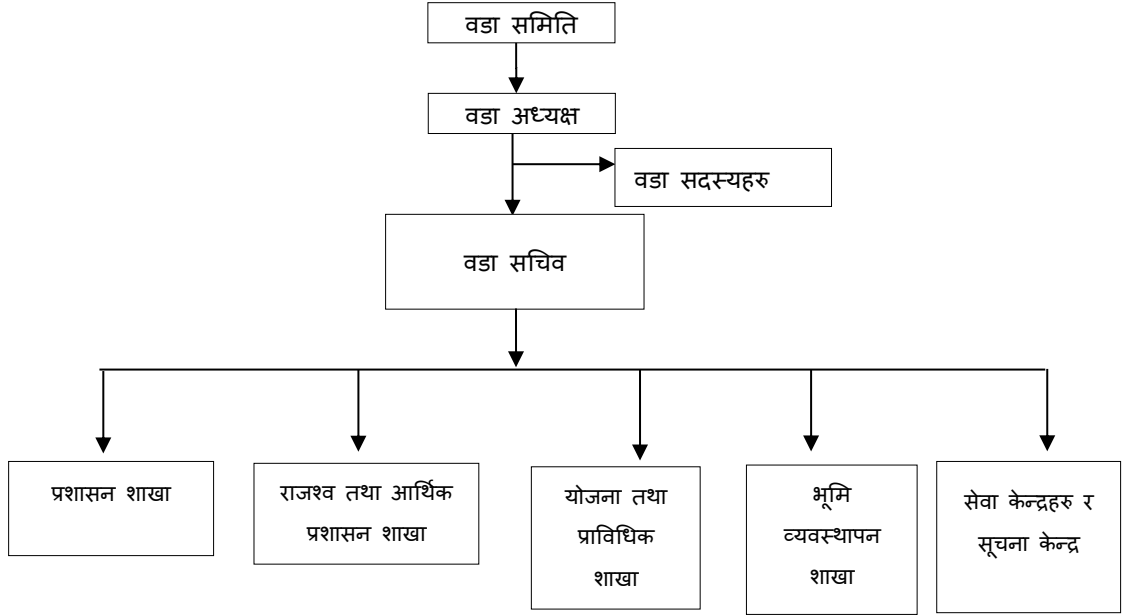 वडा समिति
वडा अध्यक्ष
वडा सदस्यहरु
वडा सचिव
प्रशासन शाखा
राजश्व तथा आर्थिक
प्रशासन शाखा
योजना तथा
प्राविधिक
शाखा
भूमि
व्यवस्थापन
शाखा
सेवा केन्द्रहरु र
सूचना केन्द्र